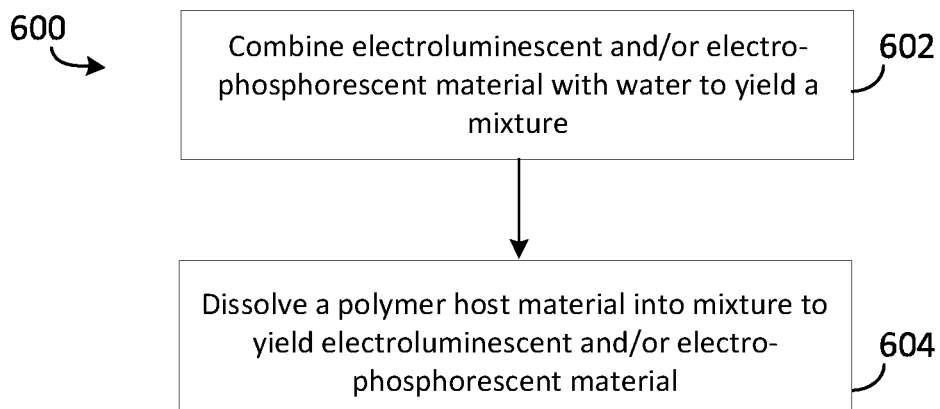 600
Combine electroluminescent and/or electro-
phosphorescent material with water to yield a
mixture
602
Dissolve a polymer host material into mixture to
yield electroluminescent and/or electro-
phosphorescent material
604